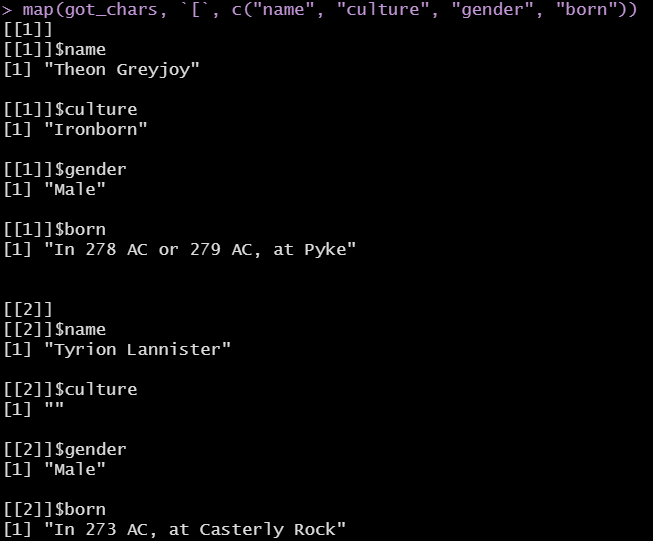 > map(got_chars, `[`, c("name", "culture", "gender", "born"))
[[1]]
[[1]]$name
[1] "Theon Greyjoy"
[[1]]$culture
[1] "Ironborn"
[[1]]$gender
[1] "Male"
[[1]]$born
[1] "In 278 AC or 279 AC, at Pyke"
[[2]]
[[2]]$name
[1] "Tyrion Lannister"
[[2]]$culture
[1] ""
[[2]]$gender
[1] "Male"
[[2]]$born
[1] "In 273 AC, at Casterly Rock"